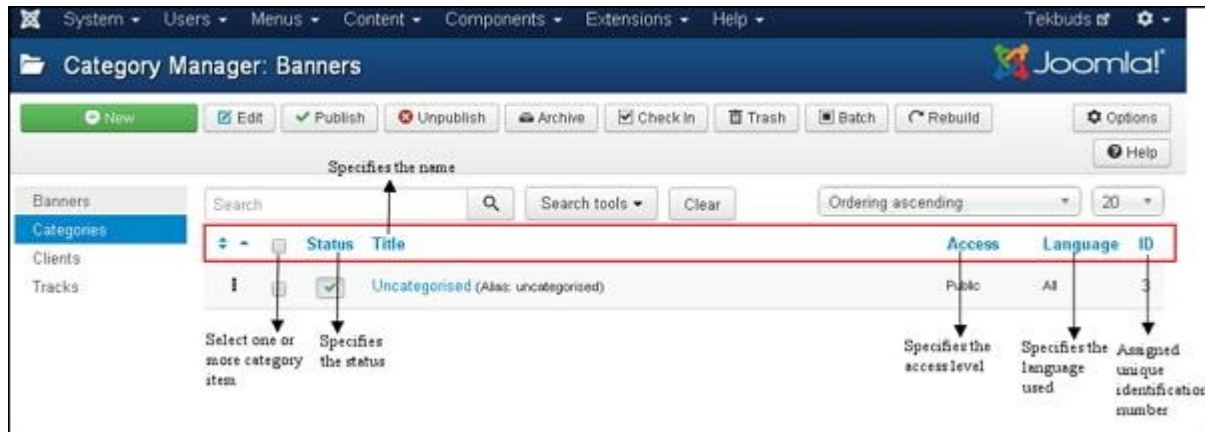 System Users Menus Content Components Extensions Help Tekbuds
Category Manager: Banners Joomla!
New Edit Publish Unpublish Archive Check In Trash Batch Rebuild Options
Help
Specifies the name
Banners Search Search tools Clear Ordering ascending 20
Categories
Status Title Access Language ID
Clients
Tracks Uncategorised (Alias: uncategorised) Public All 3
Select one or
more category
item
Specifies
the status
Specifies the
access level
Specifies the
language
used
Assigned
unique
identification
number